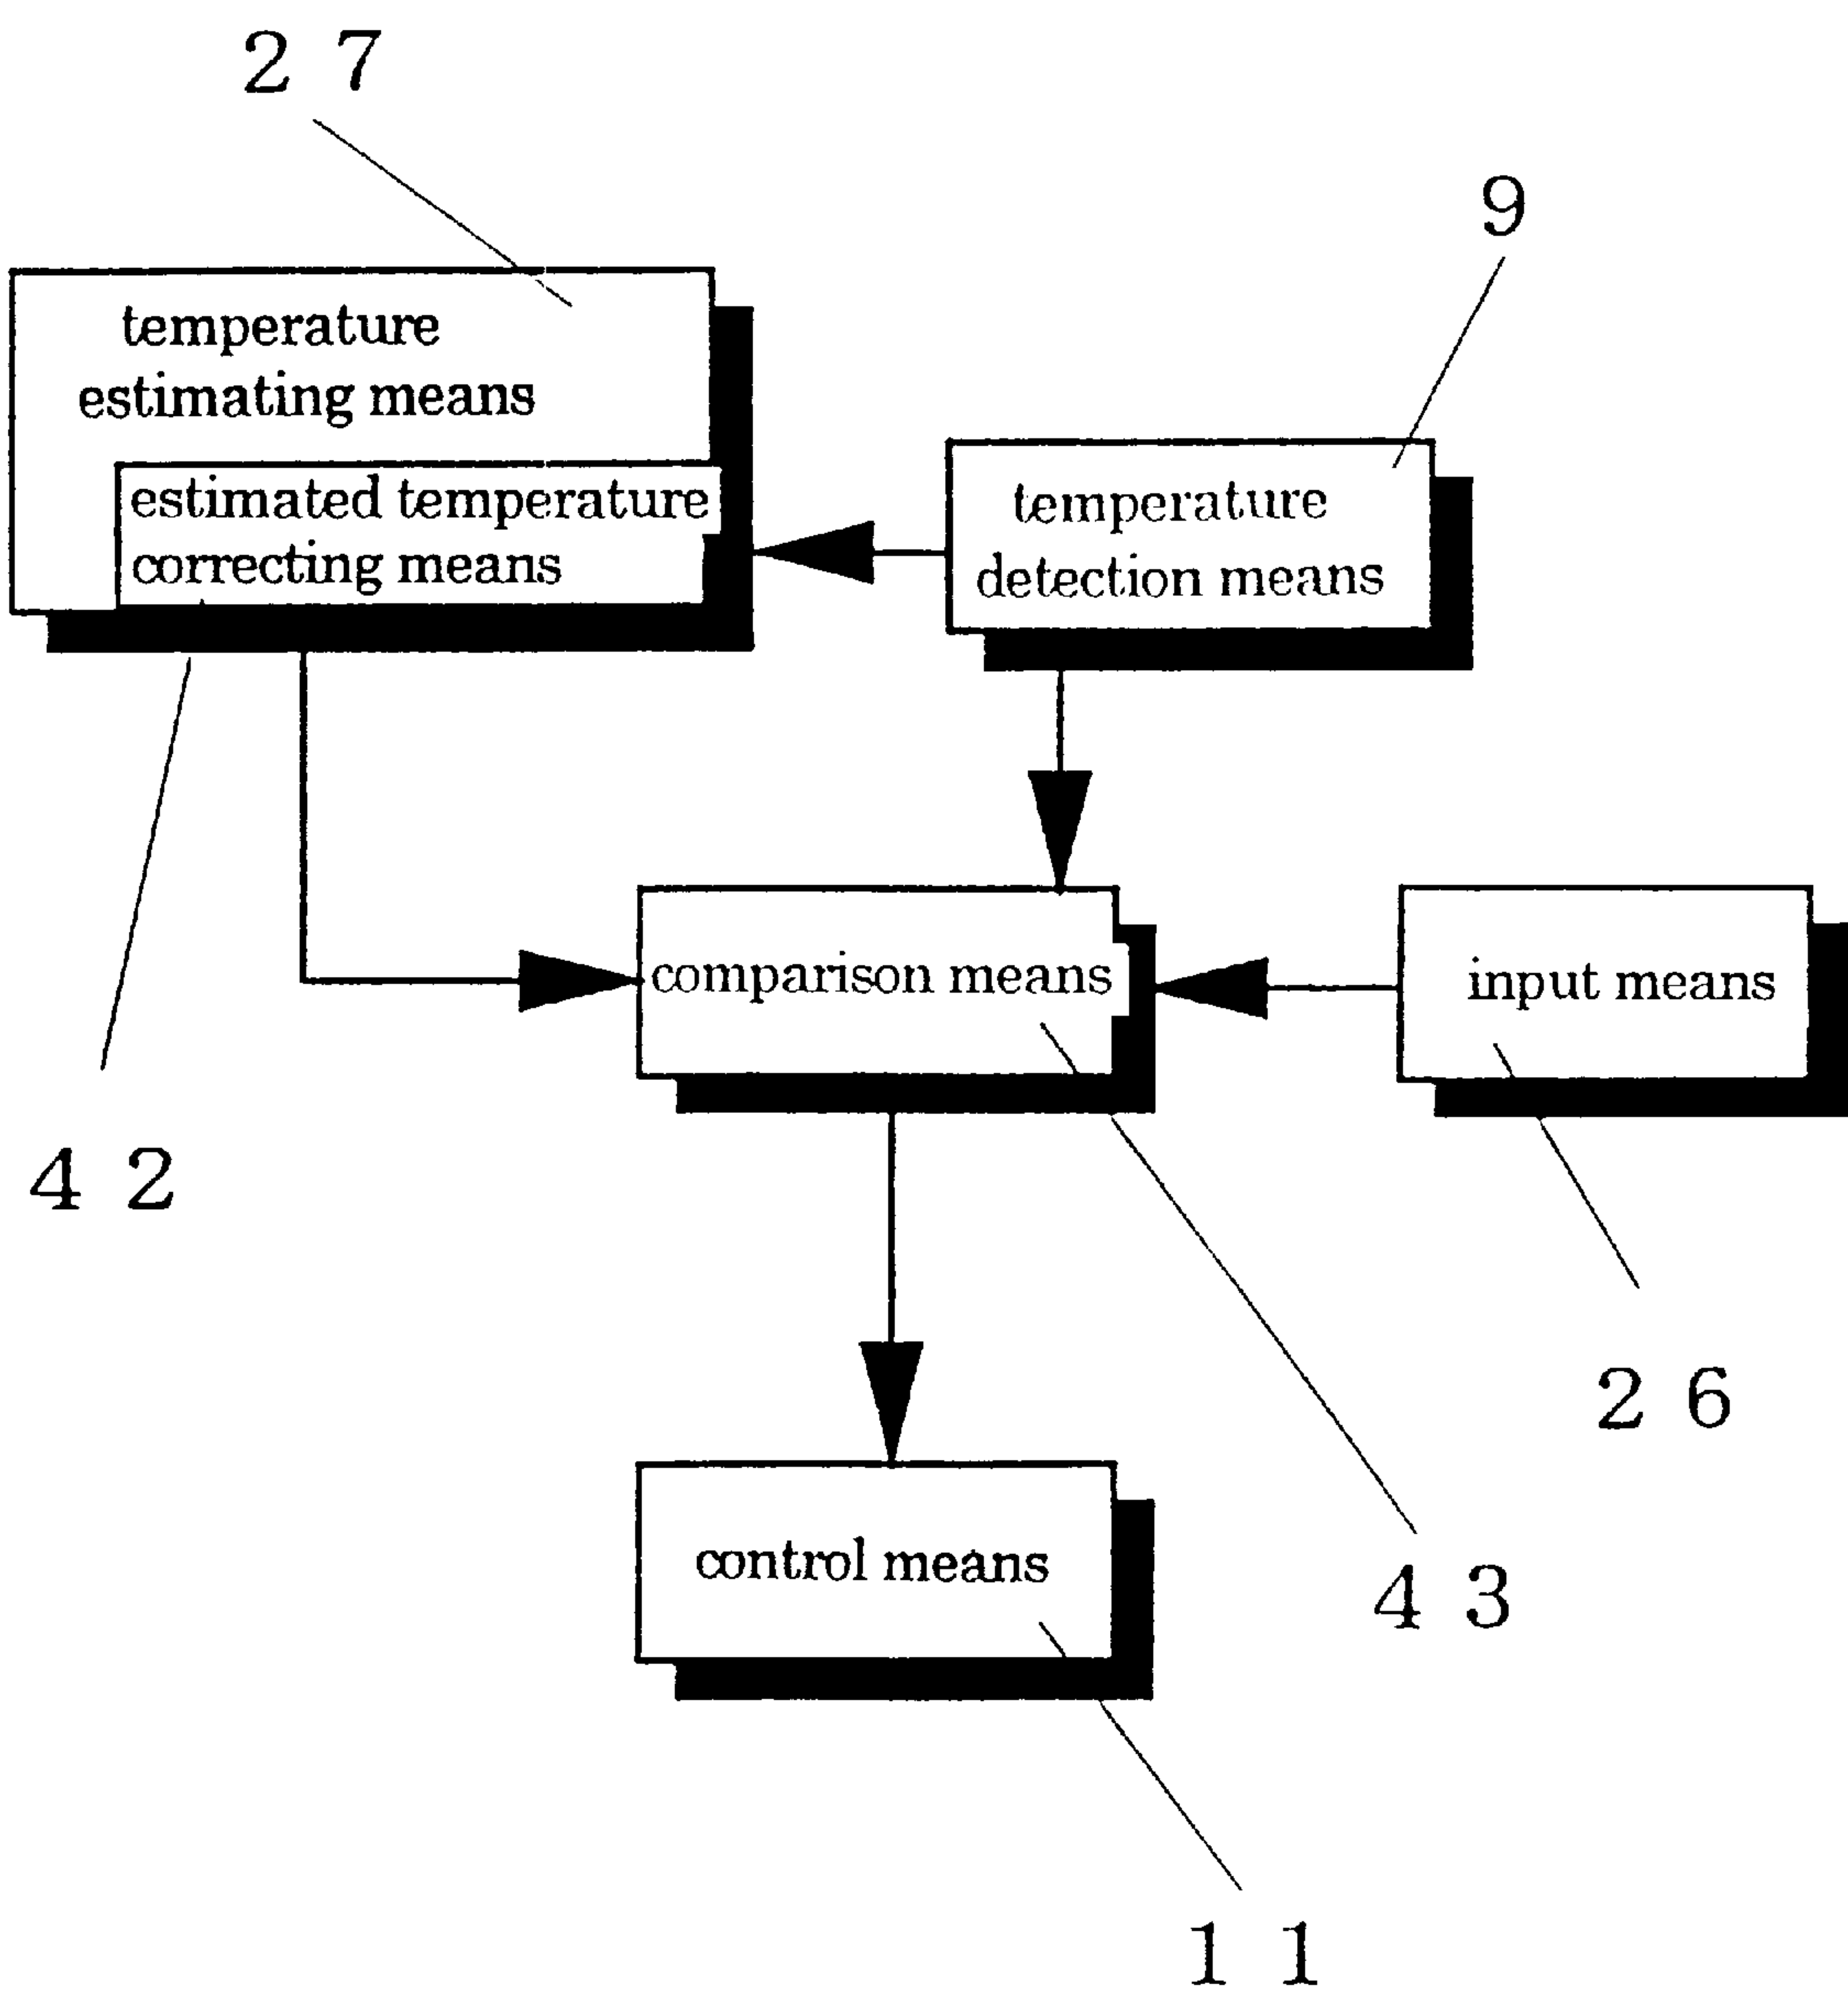 2 7
9
temperature
estimating means
estimated temperature
correcting means
temperature
detection means
comparison means
input means
4 2
2 6
control means
4 3
1 1